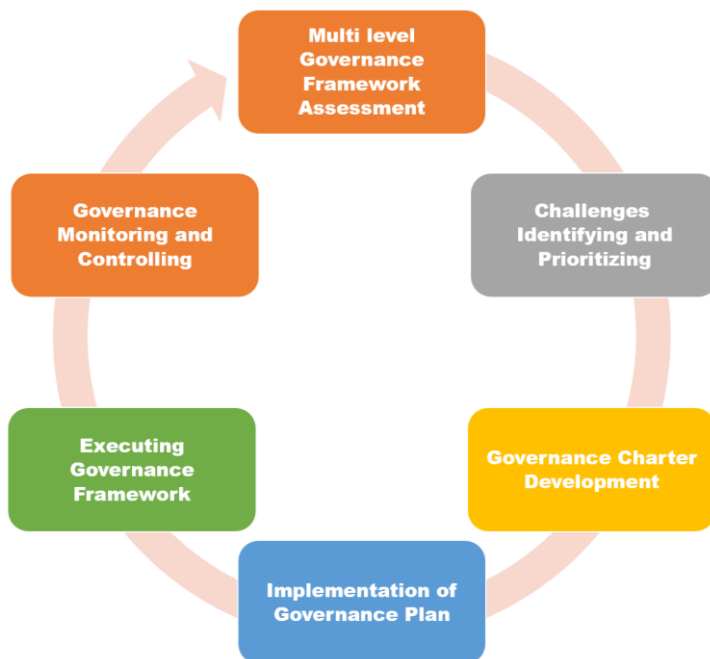 Multi level
Governance
Framework
Assessment
Challenges
Identifying and
Prioritizing
Governance Charter
Development
Implementation of
Governance Plan
Executing
Governance
Framework
Governance
Monitoring and
Controlling